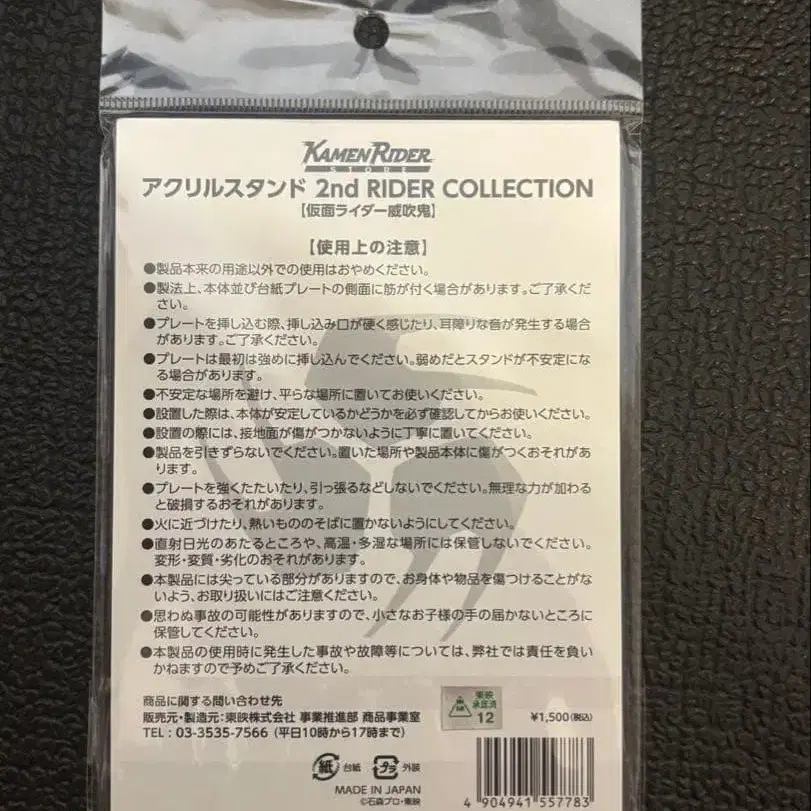 KAMEN RIDER
STORE
アクリルスタンド 2nd RIDER COLLECTION
【仮面ライダー威吹鬼】
【使用上の注意】
●製品本来の用途以外での使用はおやめください。
●製法上、本体並び台紙プレートの側面に筋が付く場合があります。ご了承くだ
さい。
●プレートを挿し込む際、挿し込み口が硬く感じたり、耳障りな音が発生する場合
があります。ご了承ください。
●プレートは最初は強めに挿し込んでください。弱めだとスタンドが不安定にな
る場合があります。
●不安定な場所を避け、平らな場所に置いてお使いください。
●設置した際は、本体が安定しているかどうかを必ず確認してからお使いください。
●設置の際には、接地面が傷がつかないように丁寧に置いてください。
●製品を引きずらないでください。置いた場所や製品本体に傷がつくおそれがあ
ります。
●プレートを強くたたいたり、引っ張るなどしないでください。無理な力が加わる
と破損するおそれがあります。
●火に近づけたり、熱いもののそばに置かないようにしてください。
●直射日光のあたるところや、高温・多湿な場所には保管しないでください。
変形・変質・劣化のおそれがあります。
●本製品には尖っている部分がありますので、お身体や物品を傷つけることがな
いよう、お取り扱いにはご注意ください。
●思わぬ事故の可能性がありますので、小さなお子様の手の届かないところに
保管してください。
●本製品の使用時に発生した事故や故障等については、弊社では責任を負い
かねますので予めご了承ください。
商品に関する問い合わせ先
販売元・製造元：東映株式会社 事業推進部 商品事業室
TEL：03-3535-7566（平日10時から17時まで）
東映
承認済
12
¥1,500(税込)
紙 台紙 プラ 外装
MADE IN JAPAN
©石森プロ・東映
4 904941 557783